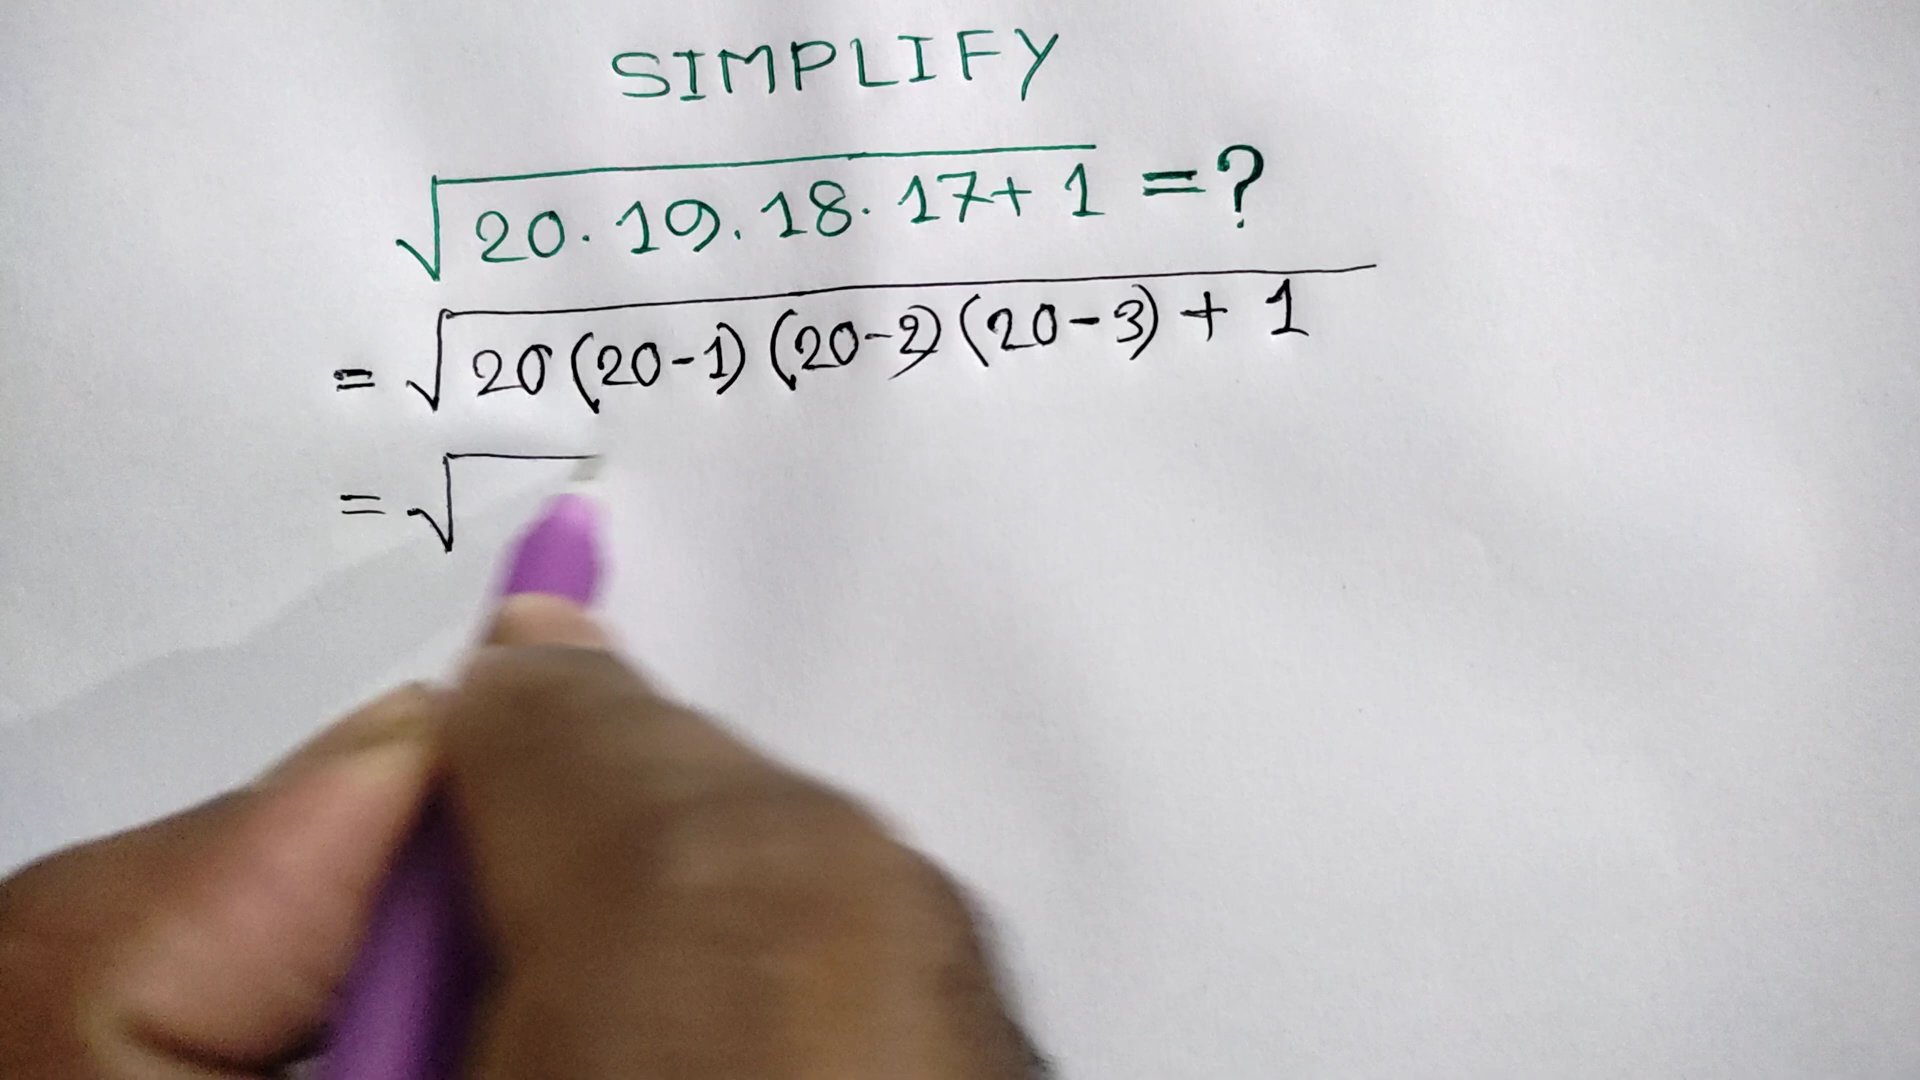 SIMPLIFY
√20.19.18.17+1 =?
= √20(20-1)(20-2)(20-3)+1
= √